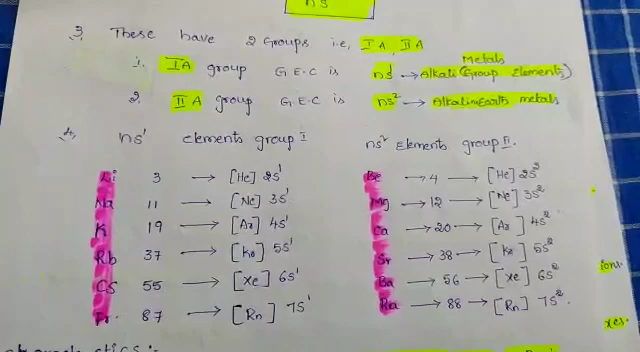 ns
3. These have 2 Groups i.e, IA, IIA
1. IA group G.E.C is ns¹ → Alkali Metals (Group Elements)
2. IIA group G.E.C is ns² → Alkaline Earth metals
4. ns¹ elements group I
Li 3 → [He] 2s¹
Na 11 → [Ne] 3s¹
K 19 → [Ar] 4s¹
Rb 37 → [Kr] 5s¹
Cs 55 → [Xe] 6s¹
Fr 87 → [Rn] 7s¹
ns² Elements group II.
Be → 4 → [He] 2s²
Mg → 12 → [Ne] 3s²
Ca → 20 → [Ar] 4s²
Sr → 38 → [Kr] 5s²
Ba → 56 → [Xe] 6s²
Ra → 88 → [Rn] 7s².
ions